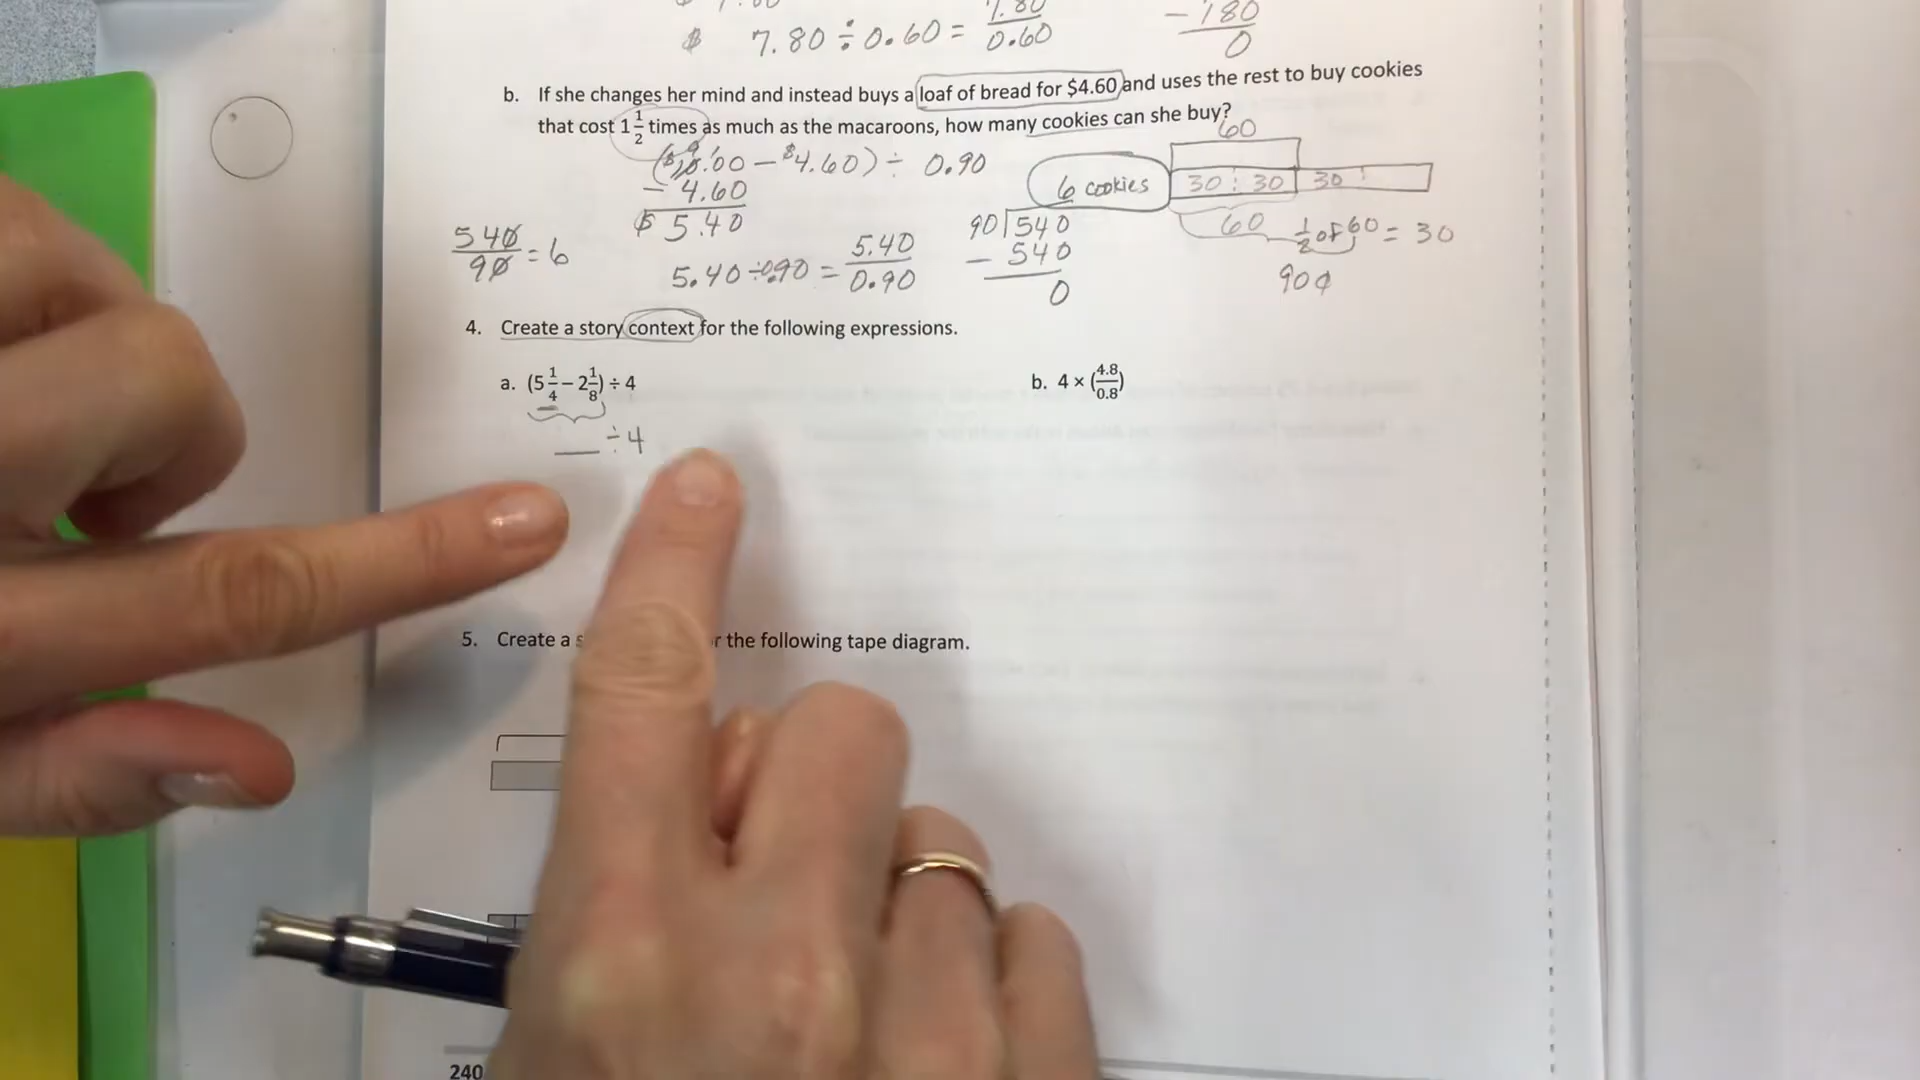 7.80 ÷ 0.60 = 7.80/0.60
- 180
0
b. If she changes her mind and instead buys a loaf of bread for $4.60 and uses the rest to buy cookies
that cost 1 1/2 times as much as the macaroons, how many cookies can she buy?
60
00 - $4.60) ÷ 0.90
6 cookies
30 30 30
- 4.60
$ 5.40
90 540
60 1/2 of 60 = 30
540/90 = 6
- 540
5.40 ÷ 0.90 = 5.40/0.90
90¢
0
4. Create a story context for the following expressions.
a. (5 1/4 - 2 1/8) ÷ 4
b. 4 × (4.8/0.8)
__ ÷ 4
5. Create a r the following tape diagram.
240